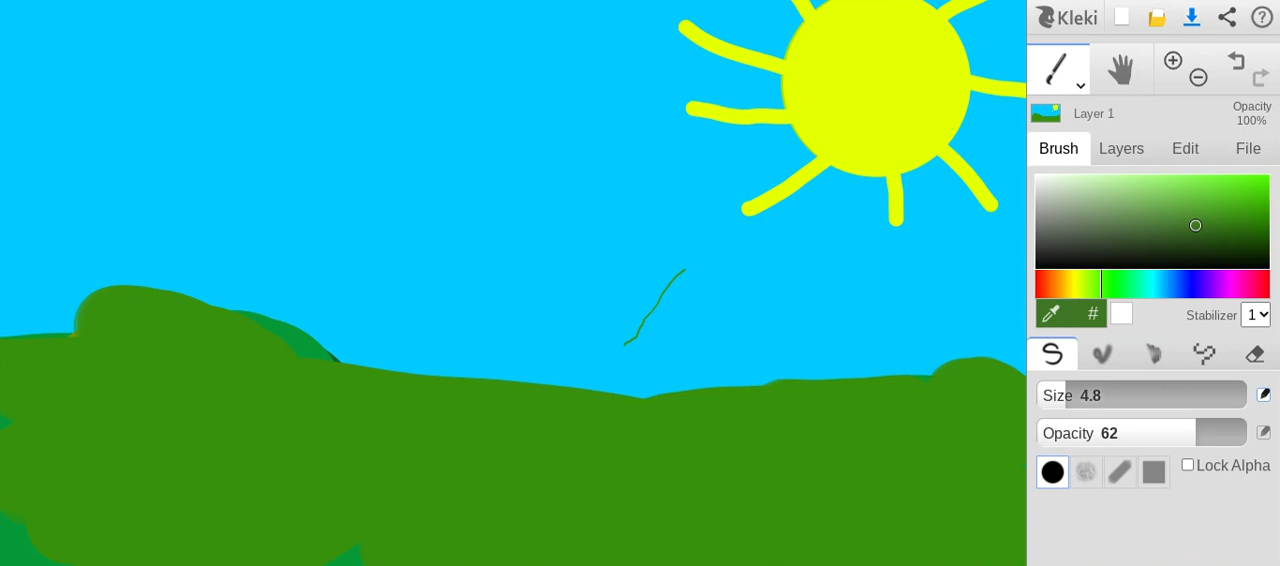 Kleki
Layer 1
Opacity
100%
Brush Layers Edit File
#
Stabilizer 1
Size 4.8
Opacity 62
Lock Alpha